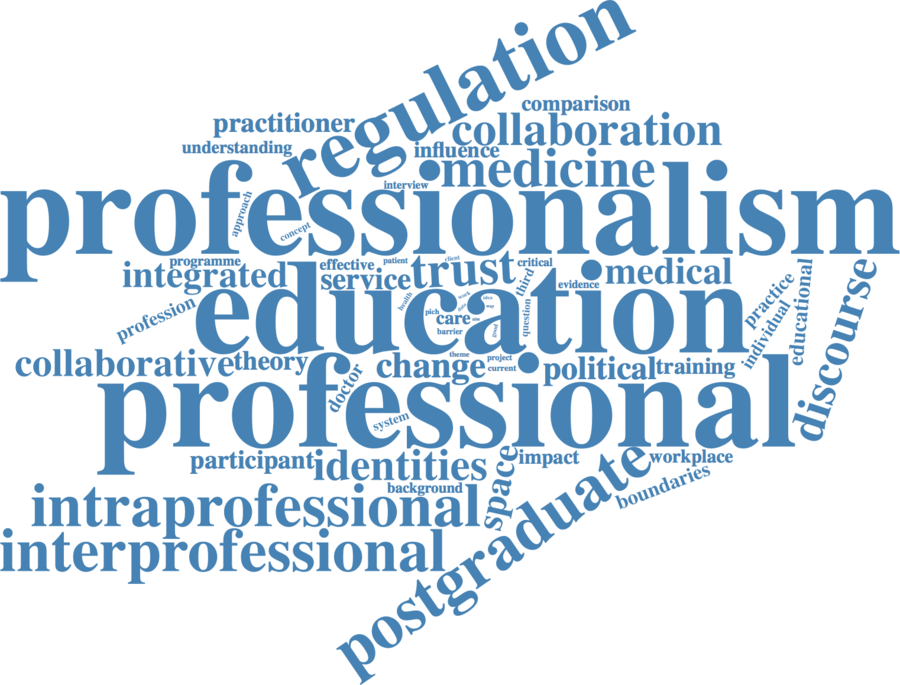 regulation
comparison
practitioner
collaboration
understanding
influence
medicine
interview
professionalism
approach
concept
programme
effective
patient
client
critical
integrated
service
trust
third
evidence
medical
education
health
work
idea
way
data
pich
care
barrier
good
question
practice
individual
educational
discourse
profession
collaborative
theory
change
theme
project
current
political
training
doctor
professional
system
participant
identities
impact
workplace
background
space
boundaries
intraprofessional
postgraduate
interprofessional